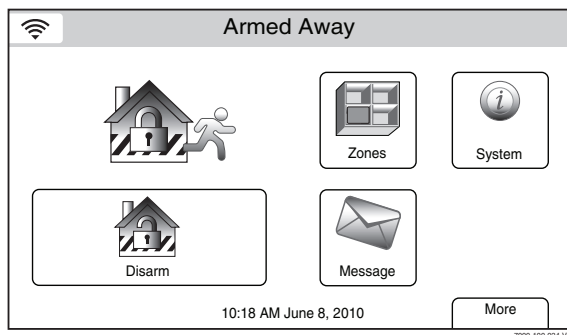 Armed Away
Zones
System
Disarm
Message
10:18 AM June 8, 2010
More